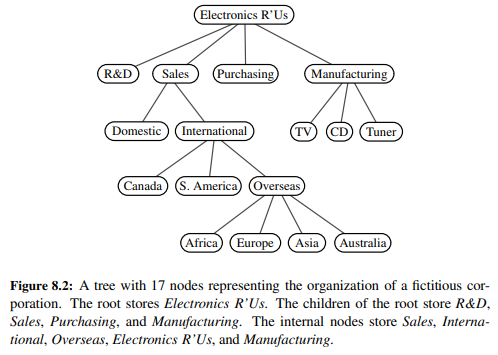 Electronics R'Us
R&D Sales Purchasing Manufacturing
Domestic International TV CD Tuner
Canada S. America Overseas
Africa Europe Asia Australia
Figure 8.2: A tree with 17 nodes representing the organization of a fictitious cor-
poration. The root stores Electronics R'Us. The children of the root store R&D,
Sales, Purchasing, and Manufacturing. The internal nodes store Sales, Interna-
tional, Overseas, Electronics R'Us, and Manufacturing.